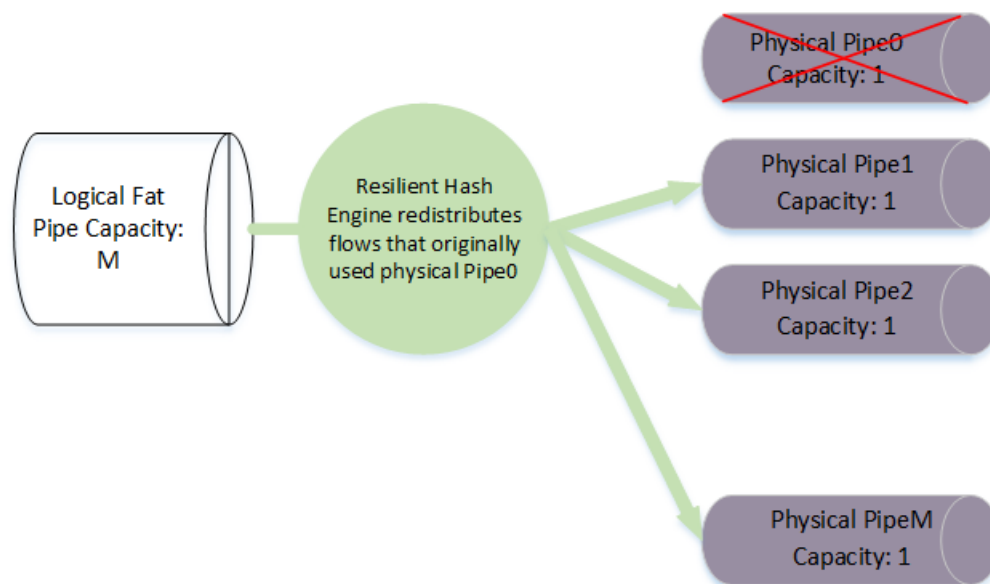 Physical Pipe0
Capacity: 1
Logical Fat
Pipe Capacity:
M
Resilient Hash
Engine redistributes
flows that originally
used physical Pipe0
Physical Pipe1
Capacity: 1
Physical Pipe2
Capacity: 1
Physical PipeM
Capacity: 1